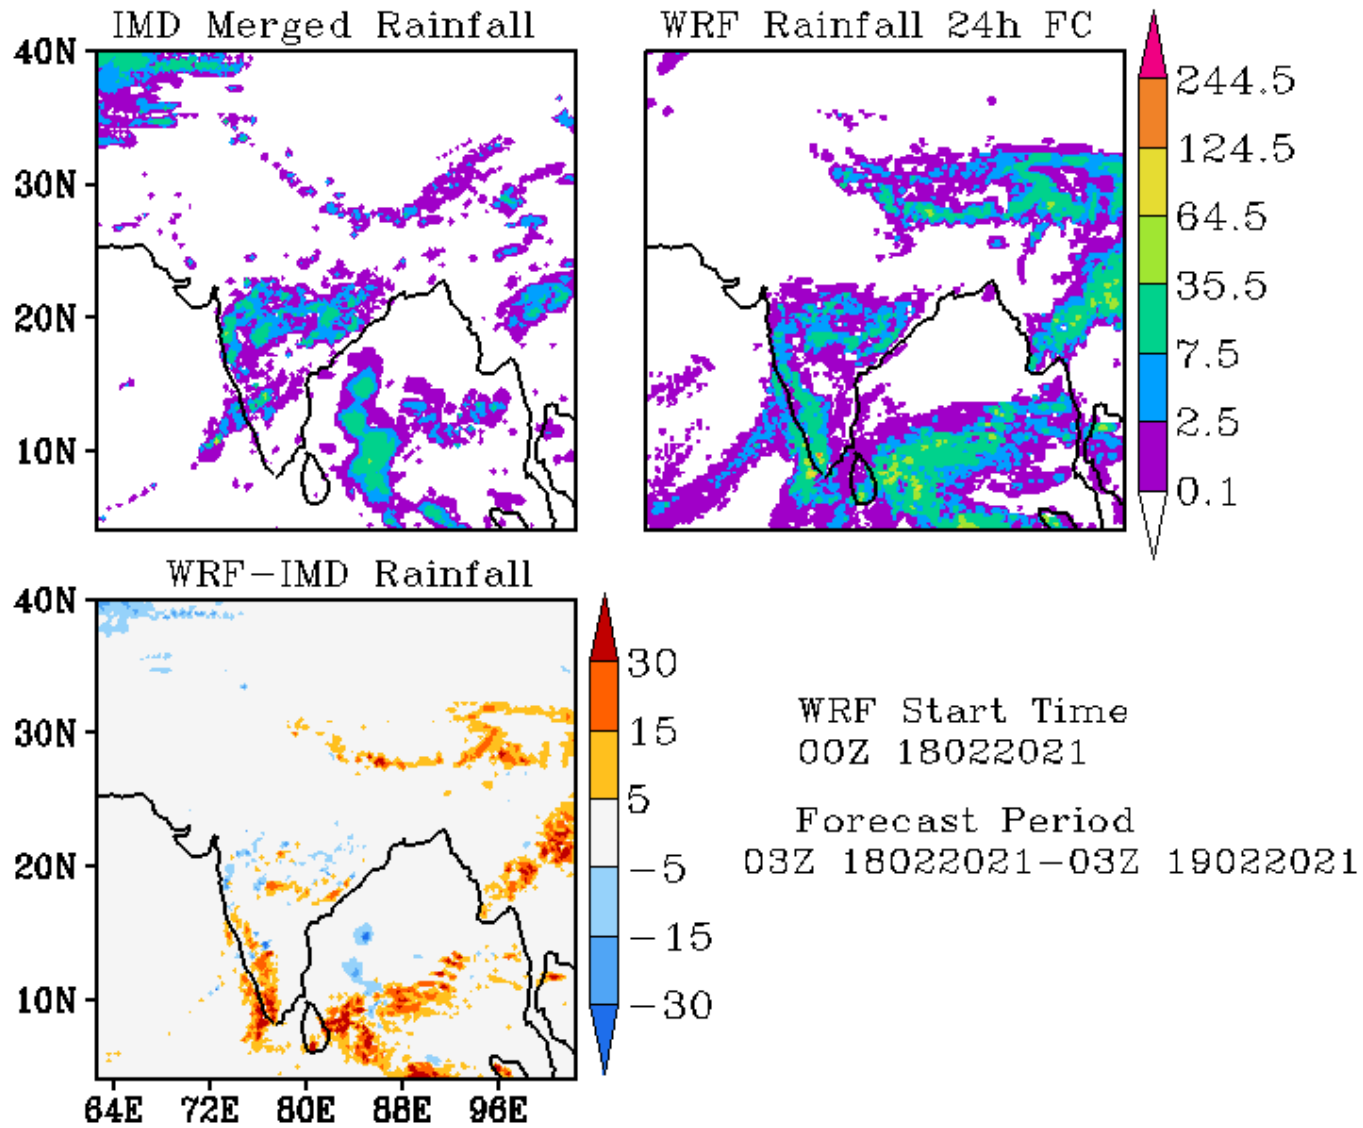 IMD Merged Rainfall
WRF Rainfall 24h FC
40N
30N
20N
10N
244.5
124.5
64.5
35.5
7.5
2.5
0.1
WRF-IMD Rainfall
40N
30N
20N
10N
64E 72E 80E 88E 96E
30
15
5
-5
-15
-30
WRF Start Time
00Z 18022021
Forecast Period
03Z 18022021-03Z 19022021